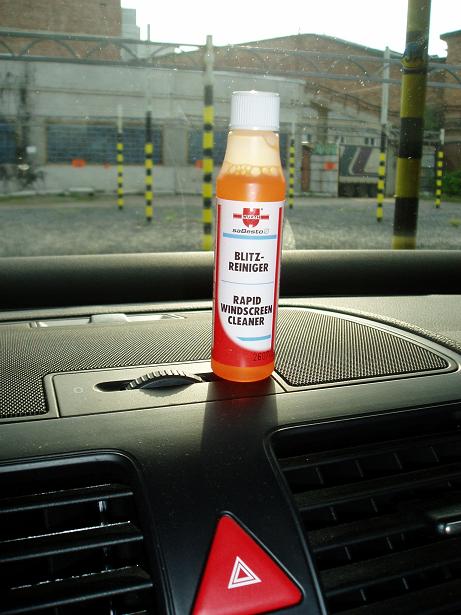 WÜRTH
saBesto
BLITZ-
REINIGER
RAPID
WINDSCREEN
CLEANER